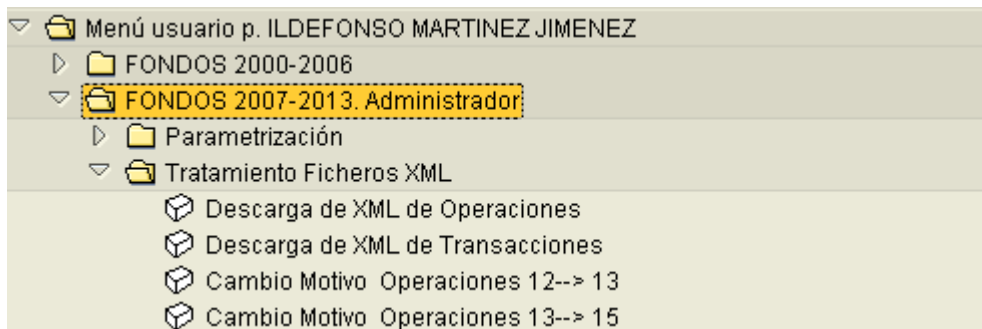 Menú usuario p. ILDEFONSO MARTINEZ JIMENEZ
FONDOS 2000-2006
FONDOS 2007-2013. Administrador
Parametrización
Tratamiento Ficheros XML
Descarga de XML de Operaciones
Descarga de XML de Transacciones
Cambio Motivo  Operaciones 12--> 13
Cambio Motivo  Operaciones 13--> 15